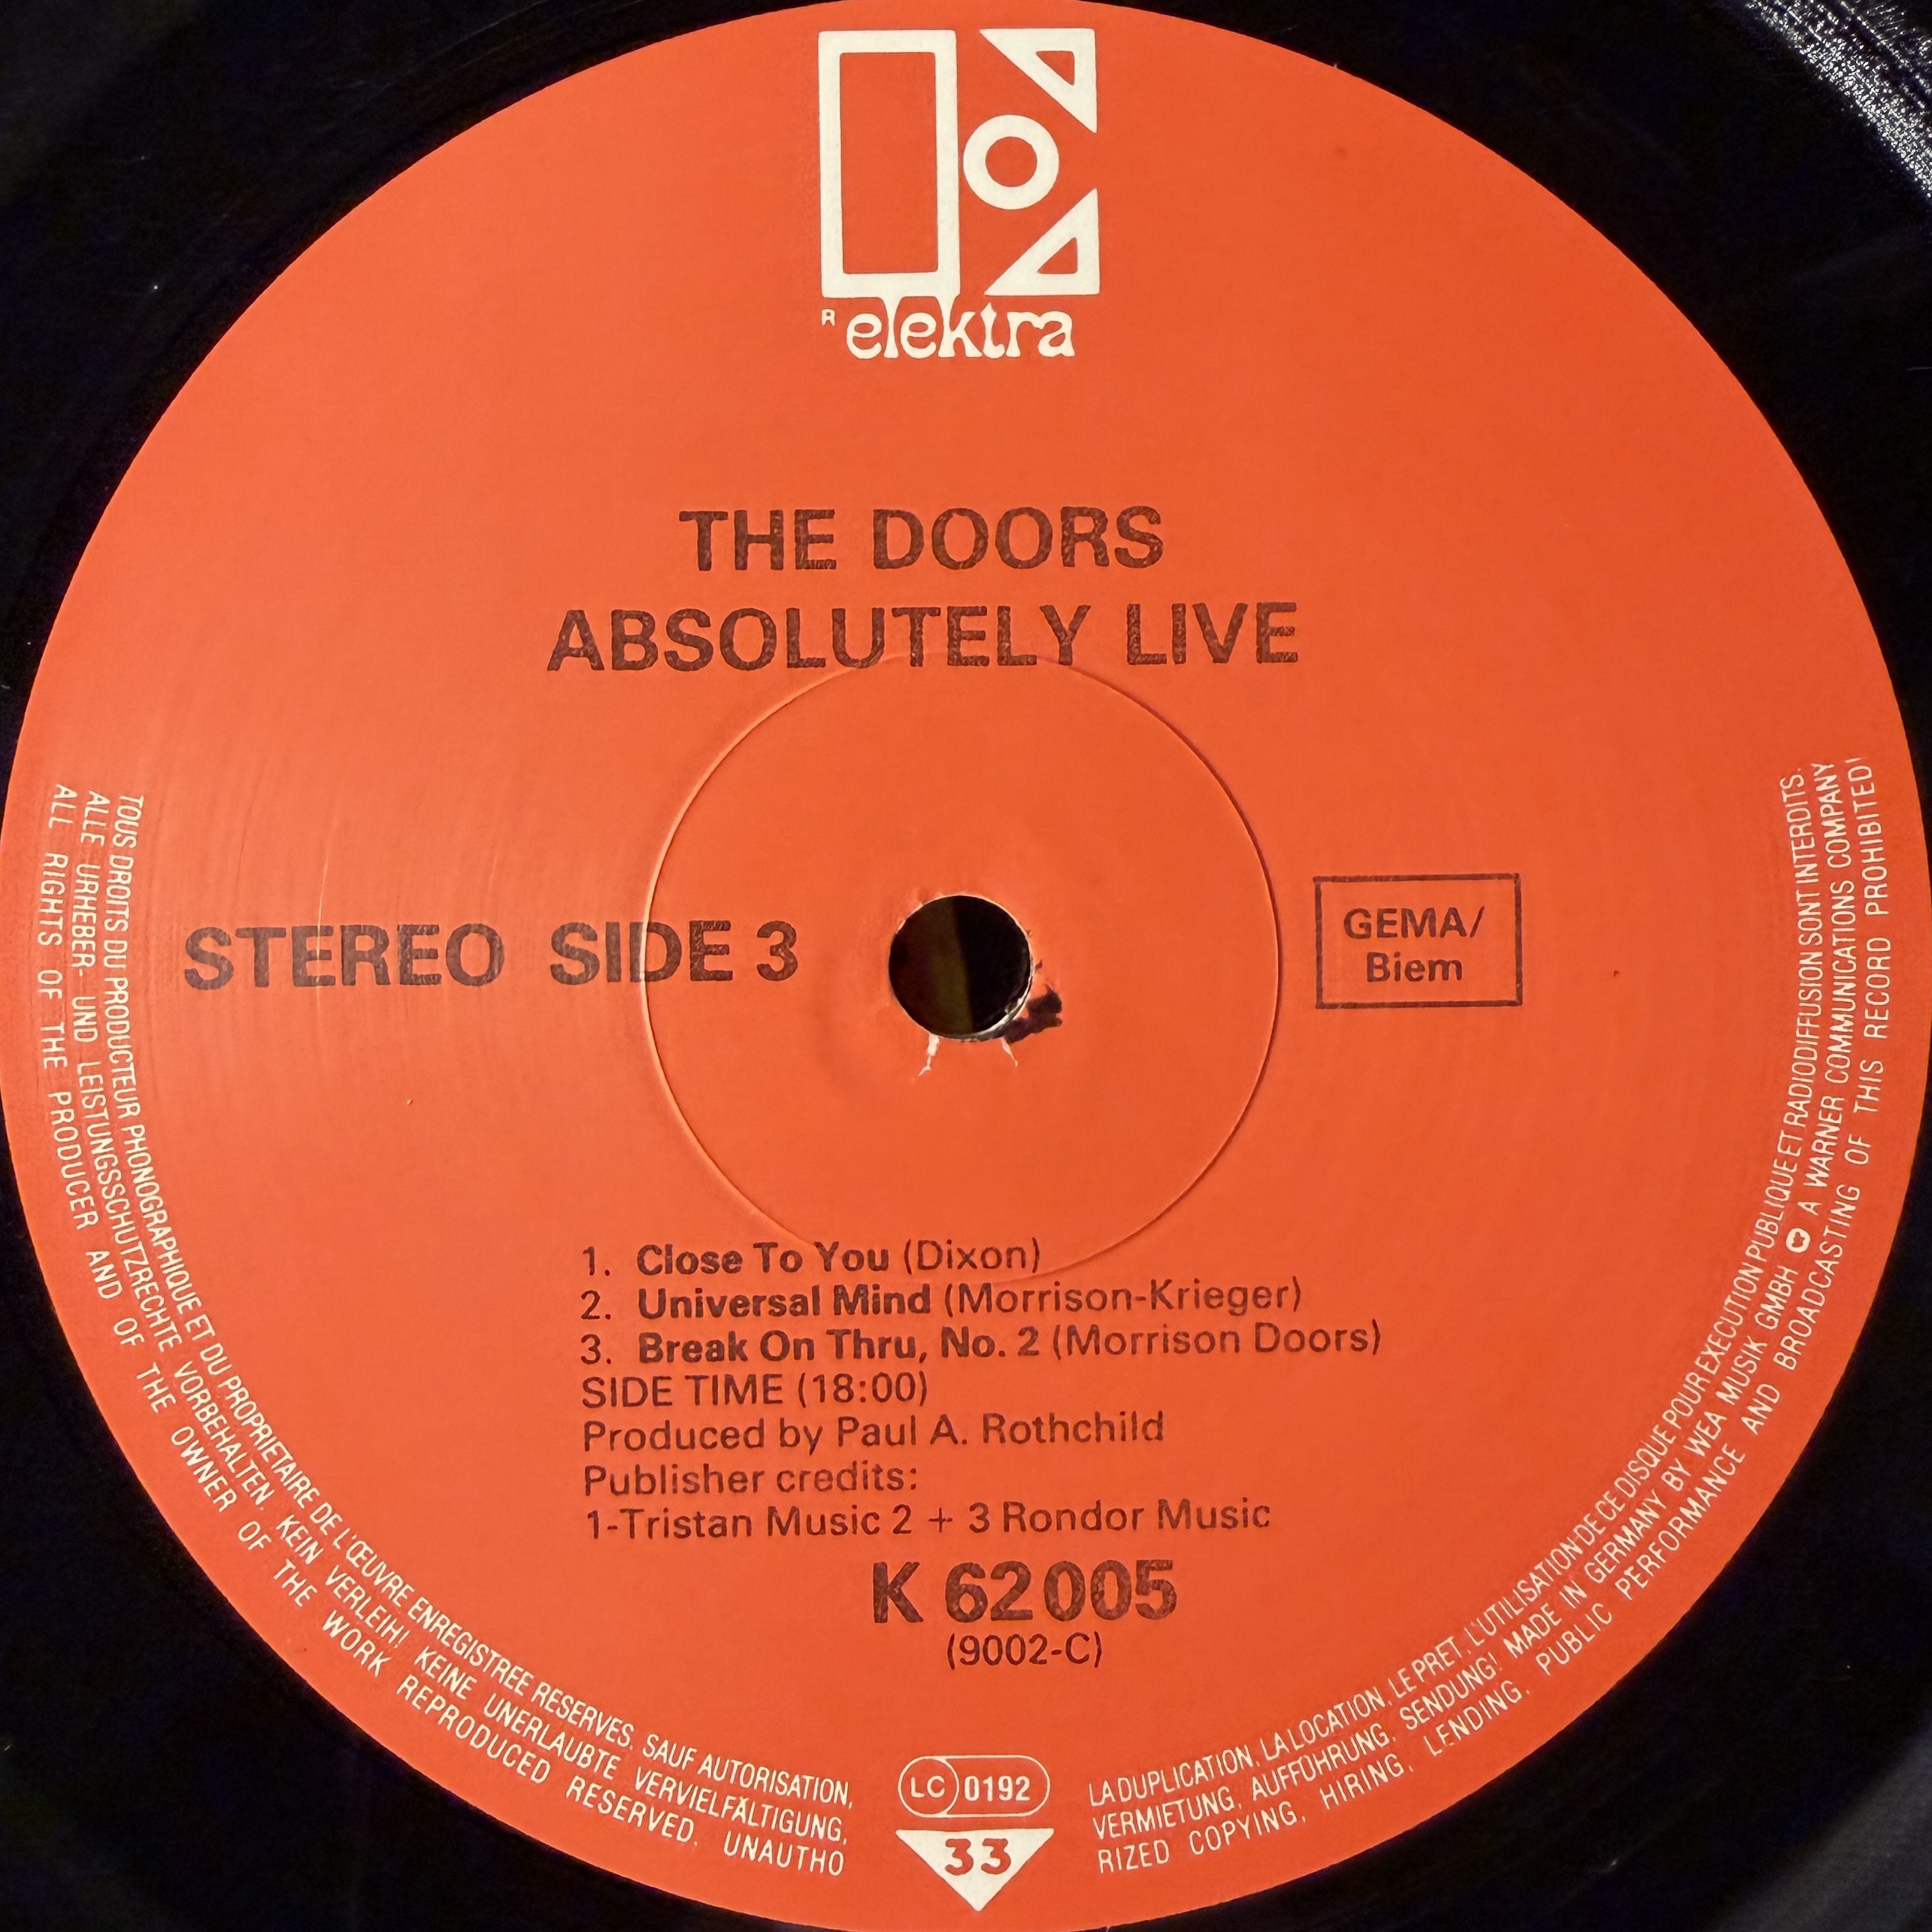 R elektra
THE DOORS
ABSOLUTELY LIVE
STEREO SIDE 3
GEMA/
Biem
1. Close To You (Dixon)
2. Universal Mind (Morrison-Krieger)
3. Break On Thru, No. 2 (Morrison Doors)
SIDE TIME (18:00)
Produced by Paul A. Rothchild
Publisher credits:
1-Tristan Music 2 + 3 Rondor Music
K 62 005
(9002-C)
LC 0192
33
TOUS DROITS DU PRODUCTEUR PHONOGRAPHIQUE ET DU PROPRIETAIRE DE L'ŒUVRE ENREGISTREE RESERVES. SAUF AUTORISATION, LA DUPLICATION, LA LOCATION, LE PRET, L'UTILISATION DE CE DISQUE POUR EXECUTION PUBLIQUE ET RADIODIFFUSION SONT INTERDITS.
ALLE URHEBER- UND LEISTUNGSSCHUTZRECHTE VORBEHALTEN. KEIN VERLEIH! KEINE UNERLAUBTE VERVIELFÄLTIGUNG, VERMIETUNG, AUFFÜHRUNG, SENDUNG! MADE IN GERMANY BY WEA MUSIK GMBH A WARNER COMMUNICATIONS COMPANY
ALL RIGHTS OF THE PRODUCER AND OF THE OWNER OF THE WORK REPRODUCED RESERVED. UNAUTHO RIZED COPYING, HIRING, LENDING, PUBLIC PERFORMANCE AND BROADCASTING OF THIS RECORD PROHIBITED!